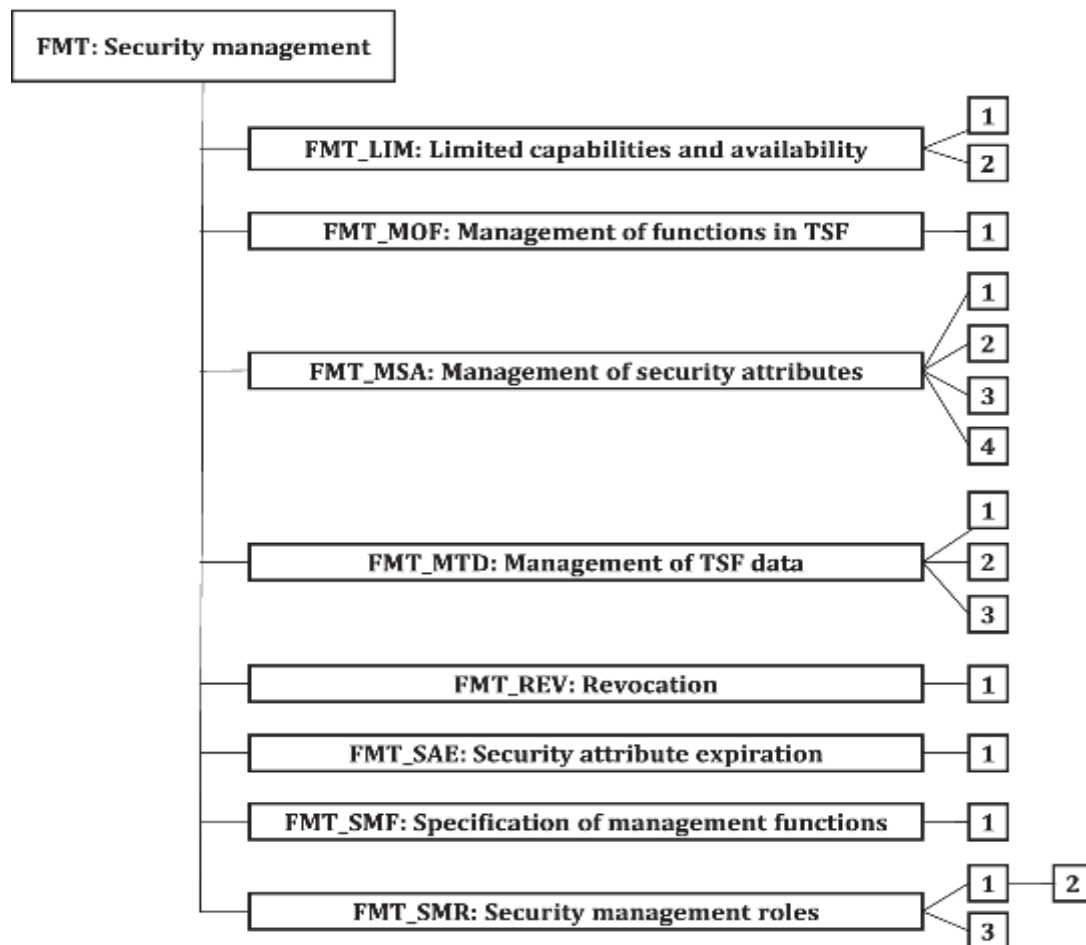 FMT: Security management
1
FMT_LIM: Limited capabilities and availability
2
FMT_MOF: Management of functions in TSF
1
1
2
FMT_MSA: Management of security attributes
3
4
1
FMT_MTD: Management of TSF data
2
3
FMT_REV: Revocation
1
FMT_SAE: Security attribute expiration
1
FMT_SMF: Specification of management functions
1
1
2
FMT_SMR: Security management roles
3